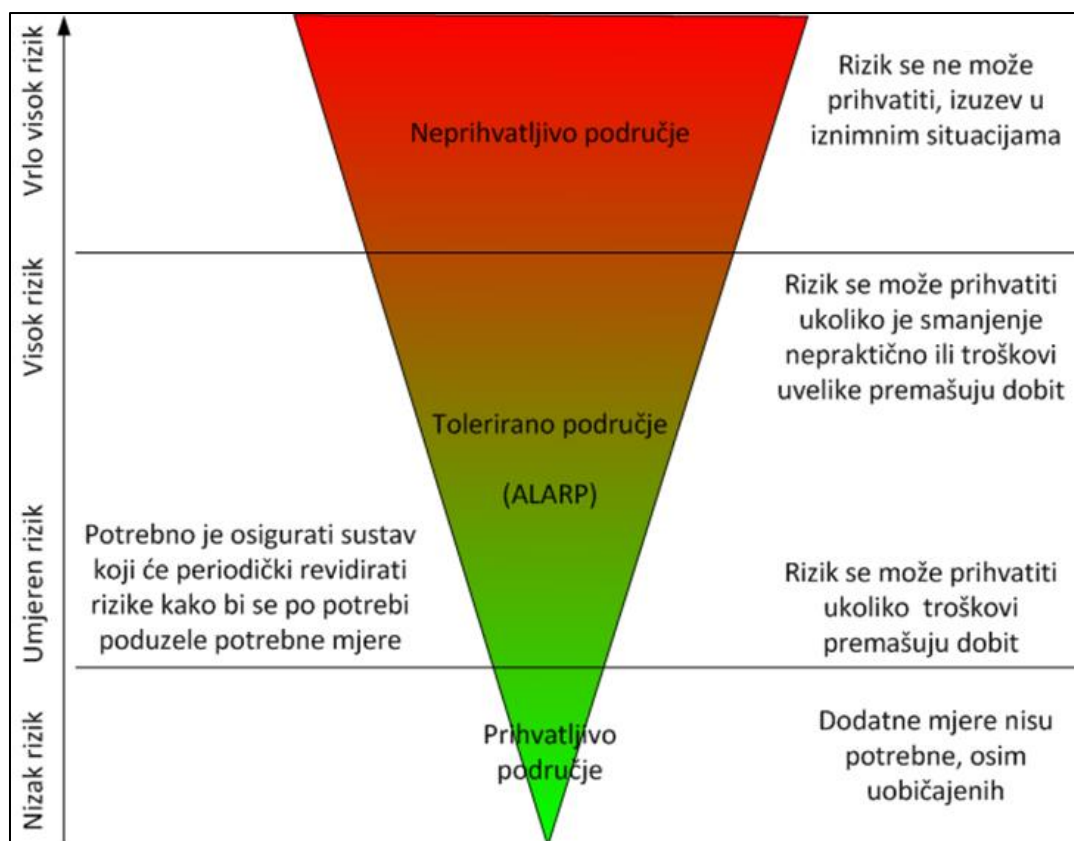 Vrlo visok rizik
Visok rizik
Umjeren rizik
Nizak rizik
Neprihvatljivo područje
Rizik se ne može
prihvatiti, izuzev u
iznimnim situacijama
Rizik se može prihvatiti
ukoliko je smanjenje
nepraktično ili troškovi
uvelike premašuju dobit
Tolerirano područje
(ALARP)
Potrebno je osigurati sustav
koji će periodički revidirati
rizike kako bi se po potrebi
poduzele potrebne mjere
Rizik se može prihvatiti
ukoliko troškovi
premašuju dobit
Prihvatljivo
područje
Dodatne mjere nisu
potrebne, osim
uobičajenih